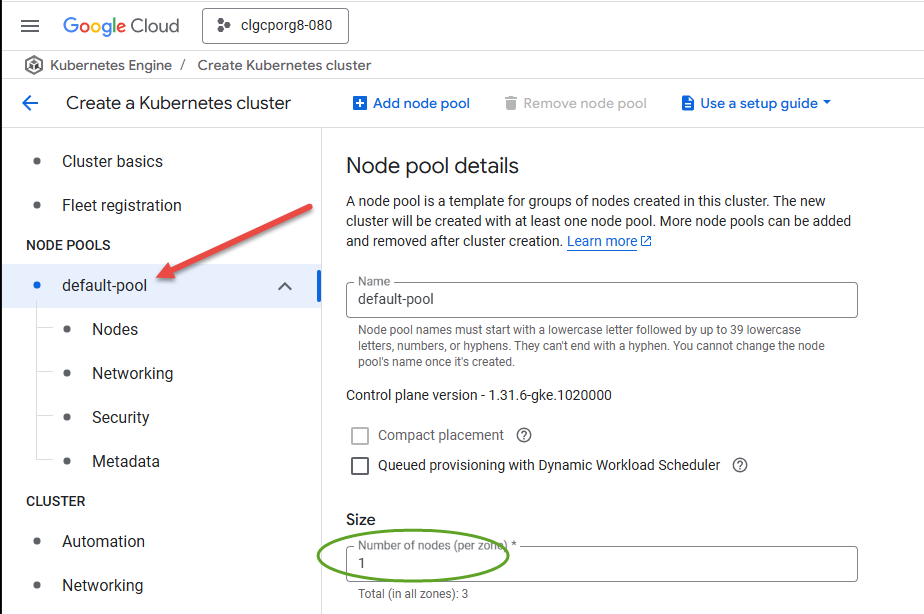 Google Cloud
clgcporg8-080
Kubernetes Engine / Create Kubernetes cluster
Create a Kubernetes cluster
Add node pool
Remove node pool
Use a setup guide
Cluster basics
Fleet registration
NODE POOLS
default-pool
Nodes
Networking
Security
Metadata
CLUSTER
Automation
Networking
Node pool details
A node pool is a template for groups of nodes created in this cluster. The new
cluster will be created with at least one node pool. More node pools can be added
and removed after cluster creation. Learn more
Name
default-pool
Node pool names must start with a lowercase letter followed by up to 39 lowercase
letters, numbers, or hyphens. They can't end with a hyphen. You cannot change the node
pool's name once it's created.
Control plane version - 1.31.6-gke.1020000
Compact placement
Queued provisioning with Dynamic Workload Scheduler
Size
Number of nodes (per zone) *
1
Total (in all zones): 3